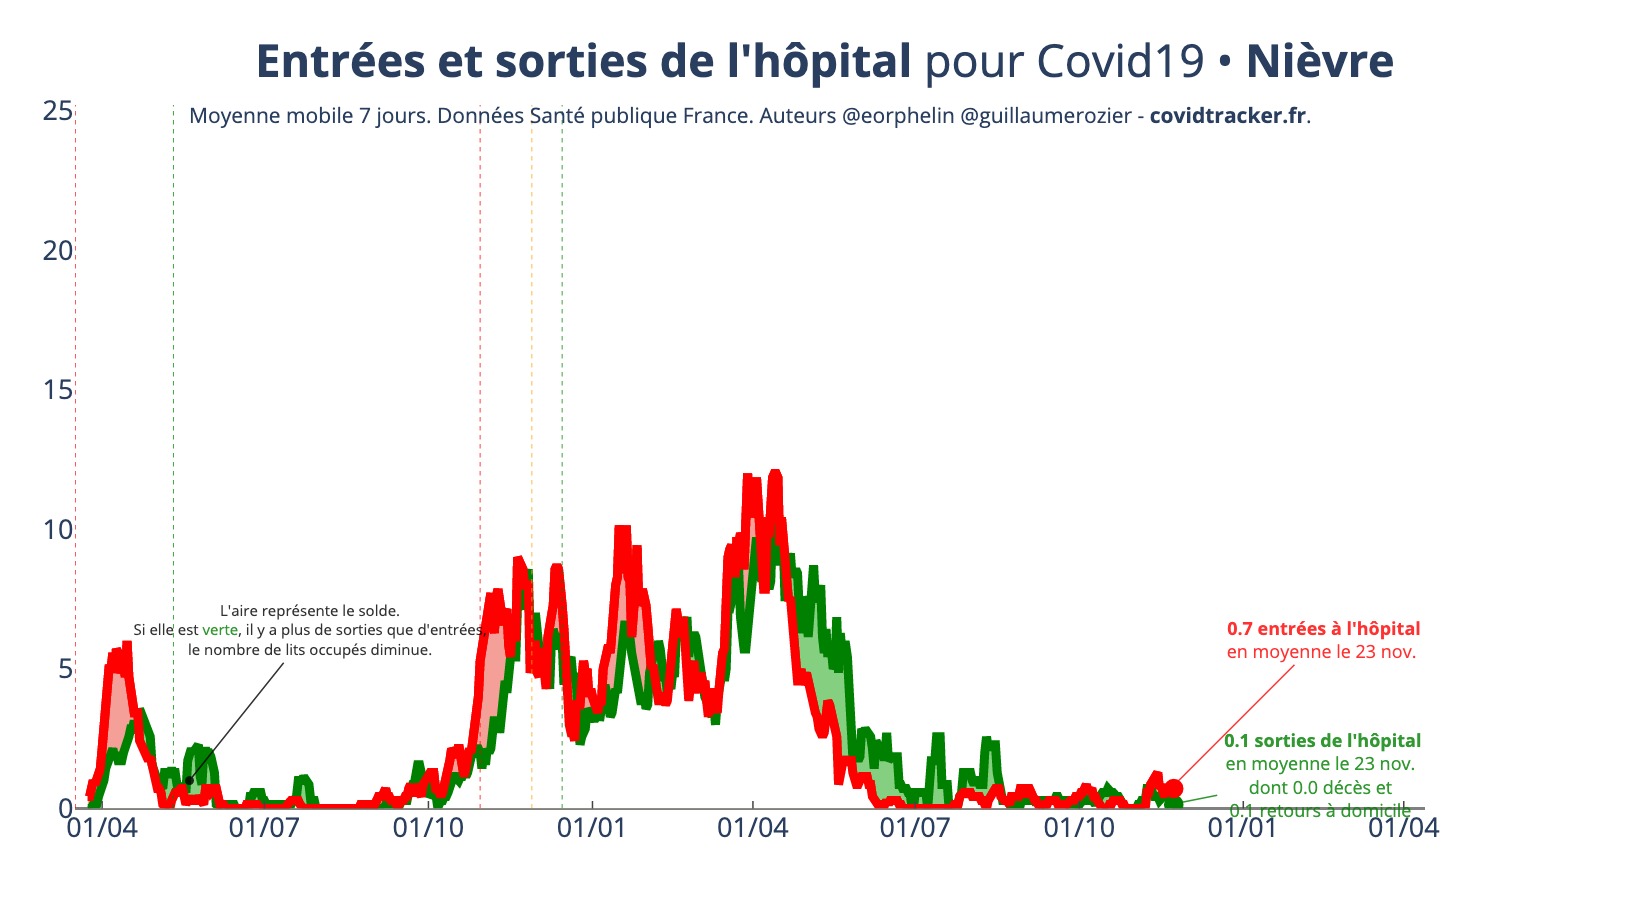 Entrées et sorties de l'hôpital pour Covid19 • Nièvre
Moyenne mobile 7 jours. Données Santé publique France. Auteurs @eorphelin @guillaumerozier - covidtracker.fr.
25
20
15
10
5
0
L'aire représente le solde.
Si elle est verte, il y a plus de sorties que d'entrées,
le nombre de lits occupés diminue.
0.7 entrées à l'hôpital
en moyenne le 23 nov.
0.1 sorties de l'hôpital
en moyenne le 23 nov.
dont 0.0 décès et
0.1 retours à domicile
01/04 01/07 01/10 01/01 01/04 01/07 01/10 01/01 01/04